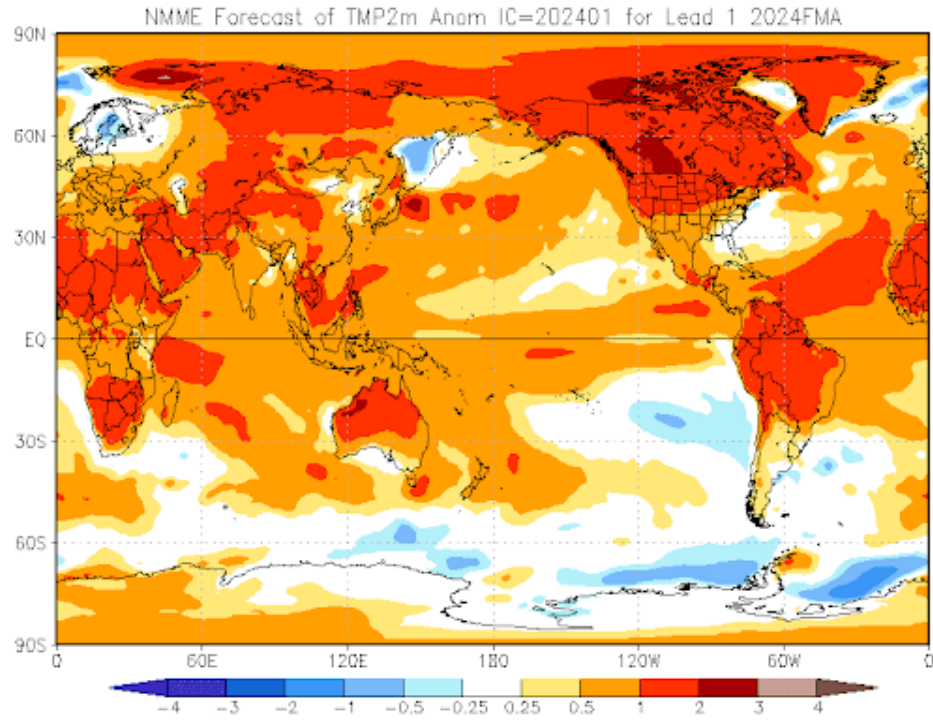 NMME Forecast of TMP2m Anom IC=202401 for Lead 1 2024FMA
90N
60N
30N
EQ
30S
60S
90S
0 60E 120E 180 120W 60W 0
-4 -3 -2 -1 -0.5 -0.25 0.25 0.5 1 2 3 4